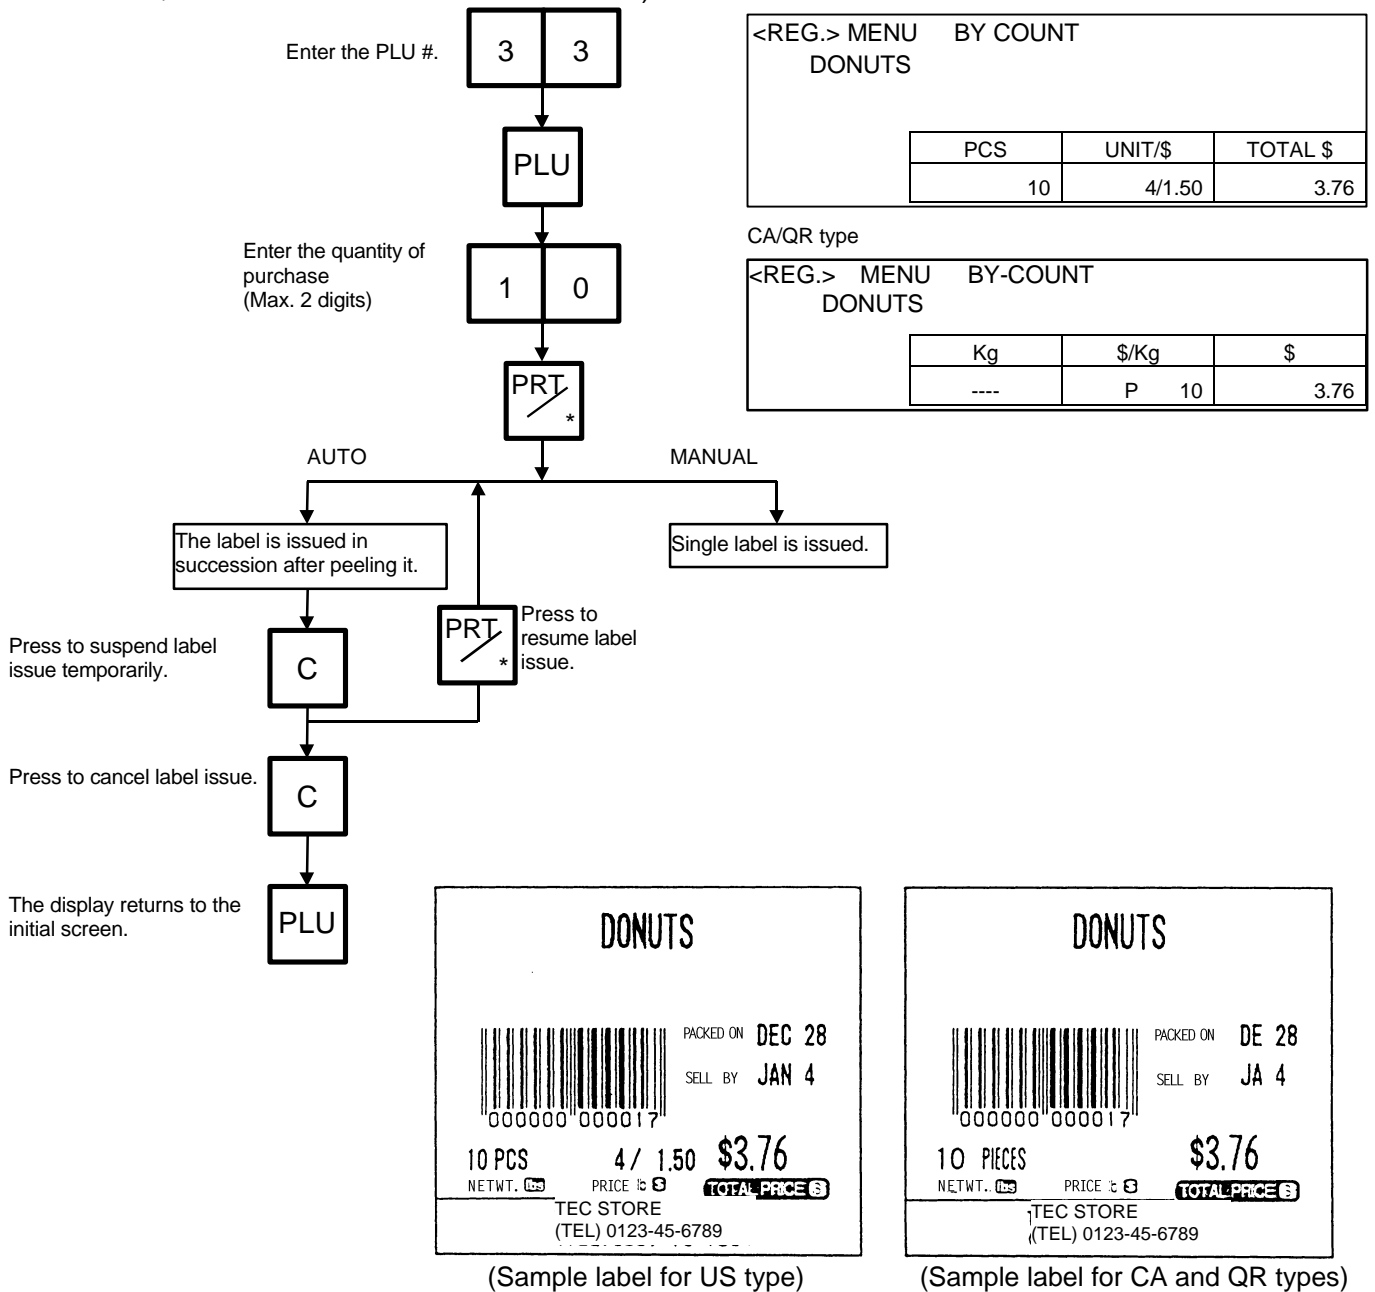 Enter the PLU #.
3 3
PLU
Enter the quantity of
purchase
(Max. 2 digits)
1 0
PRT
*
AUTO
MANUAL
The label is issued in
succession after peeling it.
Single label is issued.
Press to suspend label
issue temporarily.
C
PRT
*
Press to
resume label
issue.
Press to cancel label issue.
C
The display returns to the
initial screen.
PLU
<REG.> MENU BY COUNT
DONUTS
PCS UNIT/$ TOTAL $
10 4/1.50 3.76
CA/QR type
<REG.> MENU BY-COUNT
DONUTS
Kg $/Kg $
---- P 10 3.76
DONUTS
PACKED ON DEC 28
SELL BY JAN 4
000000 000017
10 PCS 4/ 1.50 $3.76
NETWT. lbs PRICE TOTAL PRICE $
TEC STORE
(TEL) 0123-45-6789
(Sample label for US type)
DONUTS
PACKED ON DE 28
SELL BY JA 4
000000 000017
10 PIECES $3.76
NETWT. lbs PRICE TOTAL PRICE $
TEC STORE
(TEL) 0123-45-6789
(Sample label for CA and QR types)